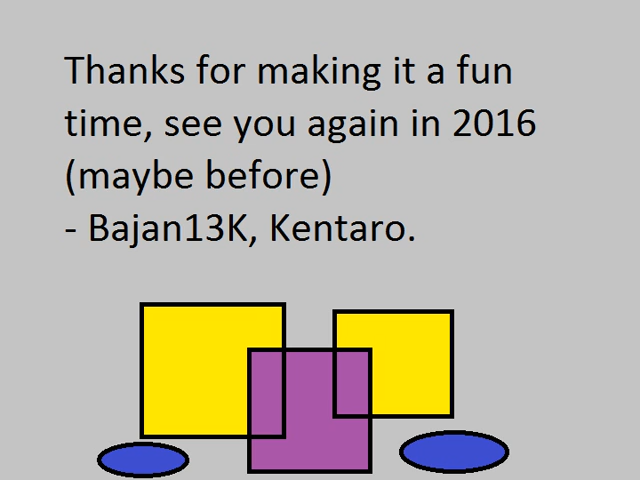 Thanks for making it a fun
time, see you again in 2016
(maybe before)
- Bajan13K, Kentaro.